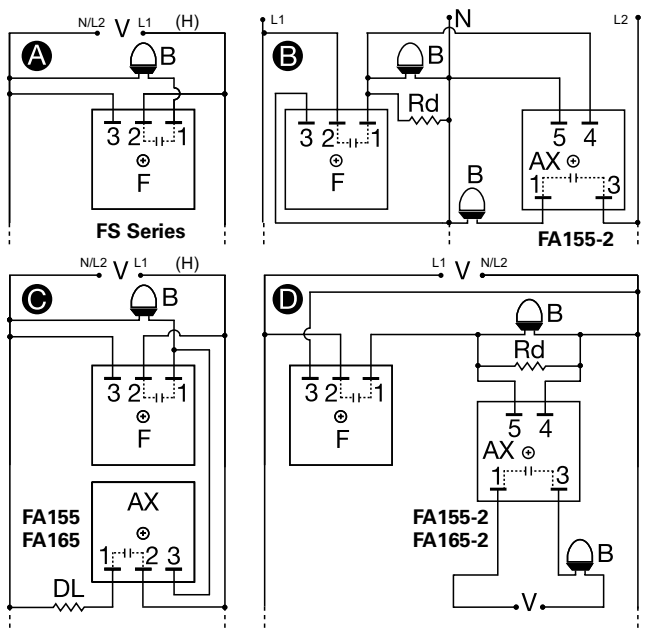 N/L2 V L1 (H)
A
B
3 2 1
F
FS Series
L1 N L2
B
B
Rd
3 2 1
F
5 4
AX
1 3
B
FA155-2
N/L2 V L1 (H)
C
B
3 2 1
F
AX
FA155
FA165
1 2 3
DL
L1 V N/L2
D
B
Rd
3 2 1
F
5 4
AX
1 3
FA155-2
FA165-2
B
V